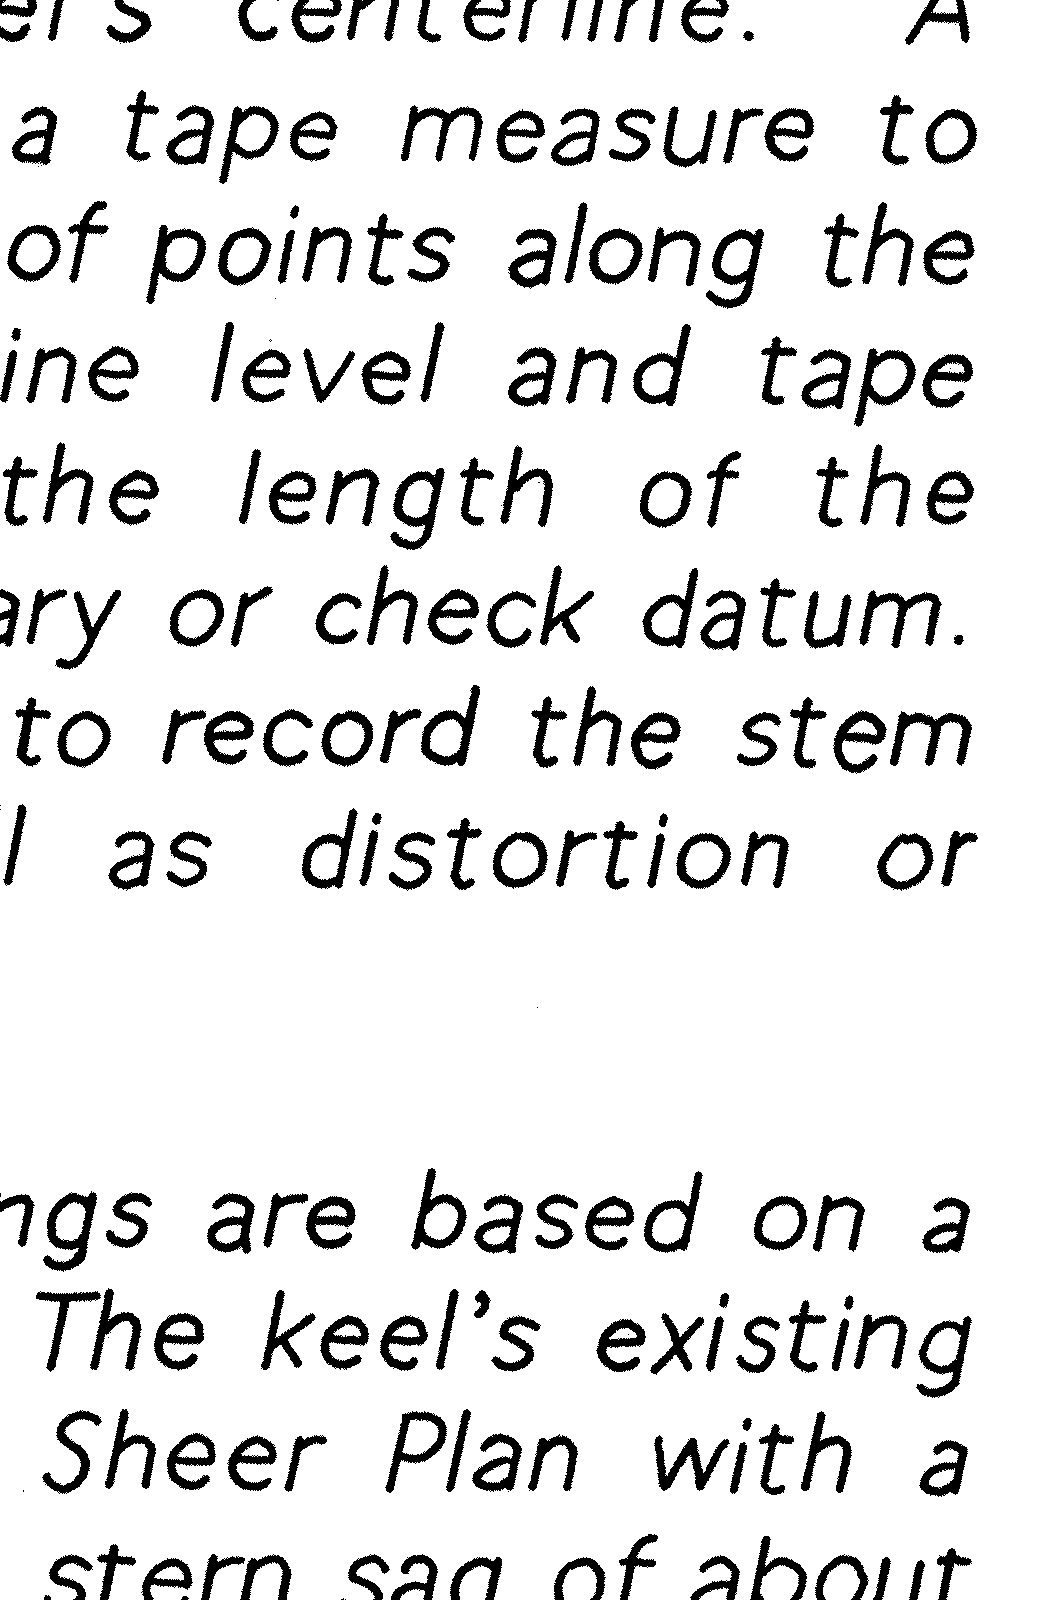 er's centerline. A
a tape measure to
of points along the
ine level and tape
the length of the
ary or check datum.
to record the stem
l as distortion or
ngs are based on a
The keel's existing
Sheer Plan with a
stern sag of about